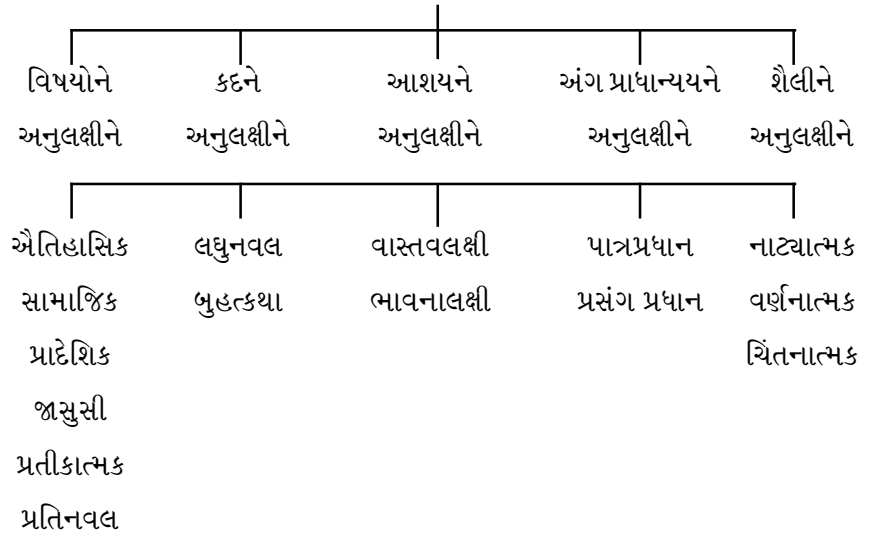 વિષયોને કદને આશયને અંગ પ્રાધાન્યયને શૈલીને
અનુલક્ષીને અનુલક્ષીને અનુલક્ષીને અનુલક્ષીને અનુલક્ષીને
ઐતિહાસિક લઘુનવલ વાસ્તવલક્ષી પાત્રપ્રધાન નાટ્યાત્મક
સામાજિક બુહત્કથા ભાવનાલક્ષી પ્રસંગ પ્રધાન વર્ણનાત્મક
પ્રાદેશિક ચિંતનાત્મક
જાસુસી
પ્રતીકાત્મક
પ્રતિનવલ